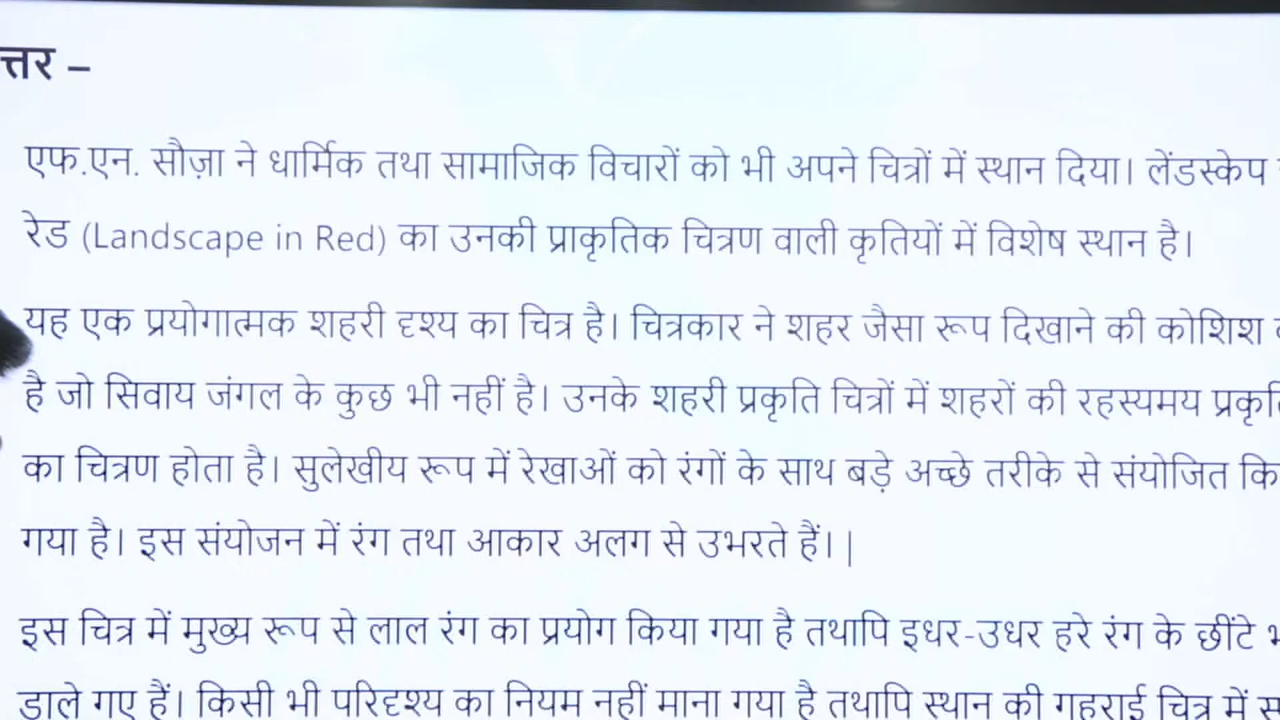 त्तर –
एफ.एन. सौज़ा ने धार्मिक तथा सामाजिक विचारों को भी अपने चित्रों में स्थान दिया। लेंडस्केप
रेड (Landscape in Red) का उनकी प्राकृतिक चित्रण वाली कृतियों में विशेष स्थान है।
यह एक प्रयोगात्मक शहरी दृश्य का चित्र है। चित्रकार ने शहर जैसा रूप दिखाने की कोशिश
है जो सिवाय जंगल के कुछ भी नहीं है। उनके शहरी प्रकृति चित्रों में शहरों की रहस्यमय प्रकृति
का चित्रण होता है। सुलेखीय रूप में रेखाओं को रंगों के साथ बड़े अच्छे तरीके से संयोजित कि
गया है। इस संयोजन में रंग तथा आकार अलग से उभरते हैं। |
इस चित्र में मुख्य रूप से लाल रंग का प्रयोग किया गया है तथापि इधर-उधर हरे रंग के छींटे
डाले गए हैं। किसी भी परिदृश्य का नियम नहीं माना गया है तथापि स्थान की गहराई चित्र में